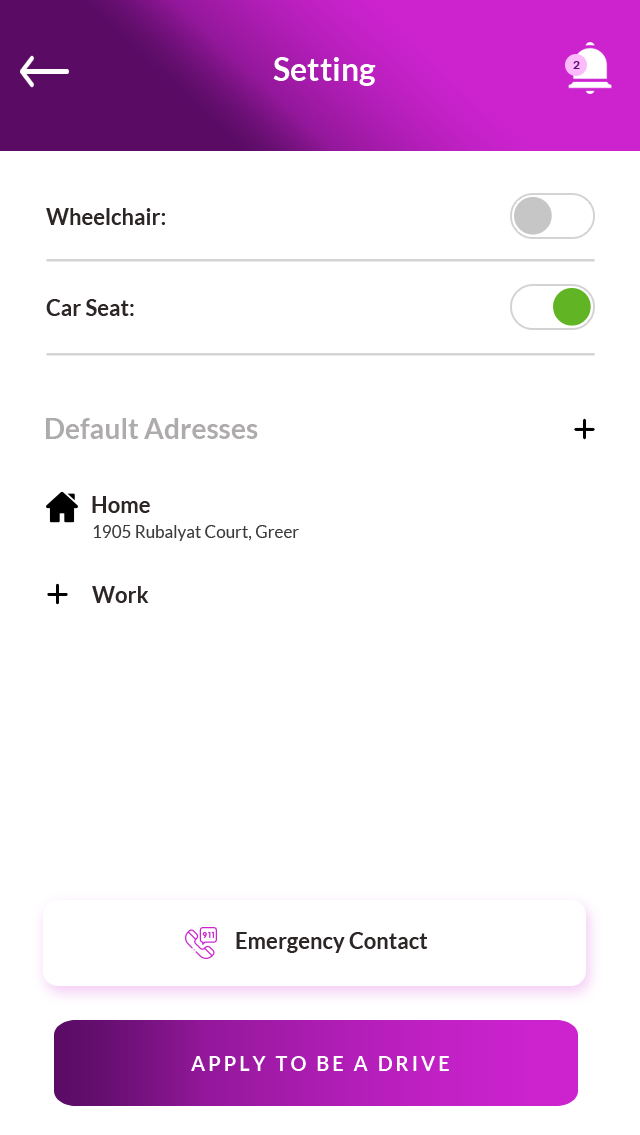 Setting
2
Wheelchair:
Car Seat:
Default Adresses
Home
1905 Rubalyat Court, Greer
Work
911
Emergency Contact
APPLY TO BE A DRIVE